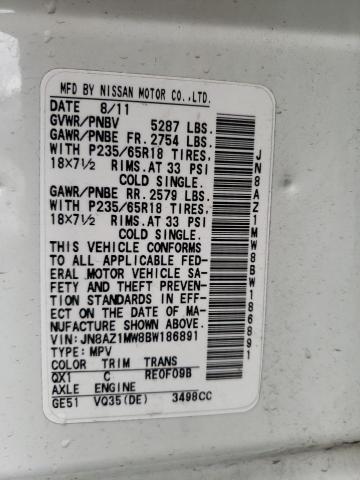 MFD BY NISSAN MOTOR CO., LTD.
DATE 8/11
GVWR/PNBV 5287 LBS.
GAWR/PNBE FR. 2754 LBS.
WITH P235/65R18 TIRES,
18X7½ RIMS. AT 33 PSI
COLD SINGLE.
GAWR/PNBE RR. 2579 LBS.
WITH P235/65R18 TIRES,
18X7½ RIMS. AT 33 PSI
COLD SINGLE.
THIS VEHICLE CONFORMS
TO ALL APPLICABLE FED-
ERAL MOTOR VEHICLE SA-
FETY AND THEFT PREVEN-
TION STANDARDS IN EFF-
ECT ON THE DATE OF MA-
NUFACTURE SHOWN ABOVE.
VIN: JN8AZ1MW8BW186891
TYPE: MPV
COLOR TRIM TRANS
QX1 C RE0F09B
AXLE ENGINE
GE51 VQ35(DE) 3498CC
JN8AZ1MW8BW186891